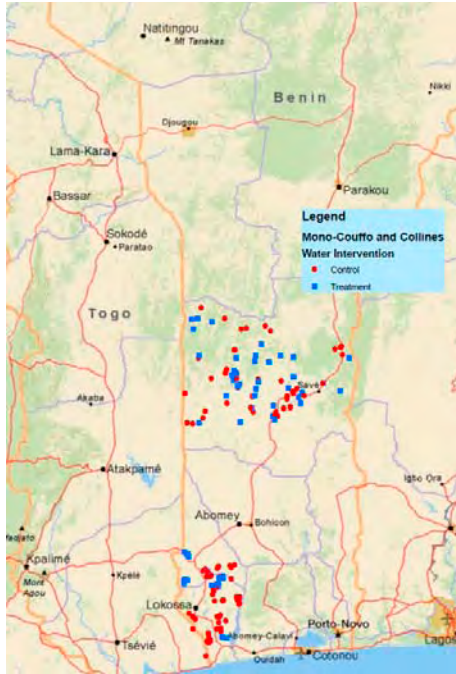 Natitingou
Mt Tanakas
Benin
Nikki
Djougou
Lama-Kara
Parakou
Bassar
Sokodé
Paratao
Legend
Mono-Couffo and Collines
Water Intervention
Control
Treatment
Togo
Savè
Akaba
Atakpamé
Igbo Ora
Abomey
Bohicon
Kpalimé
Mont
Agou
Kpélé
Lokossa
Tsévié
Abomey-Calavi
Porto-Novo
Lagos
Ouidah
Cotonou